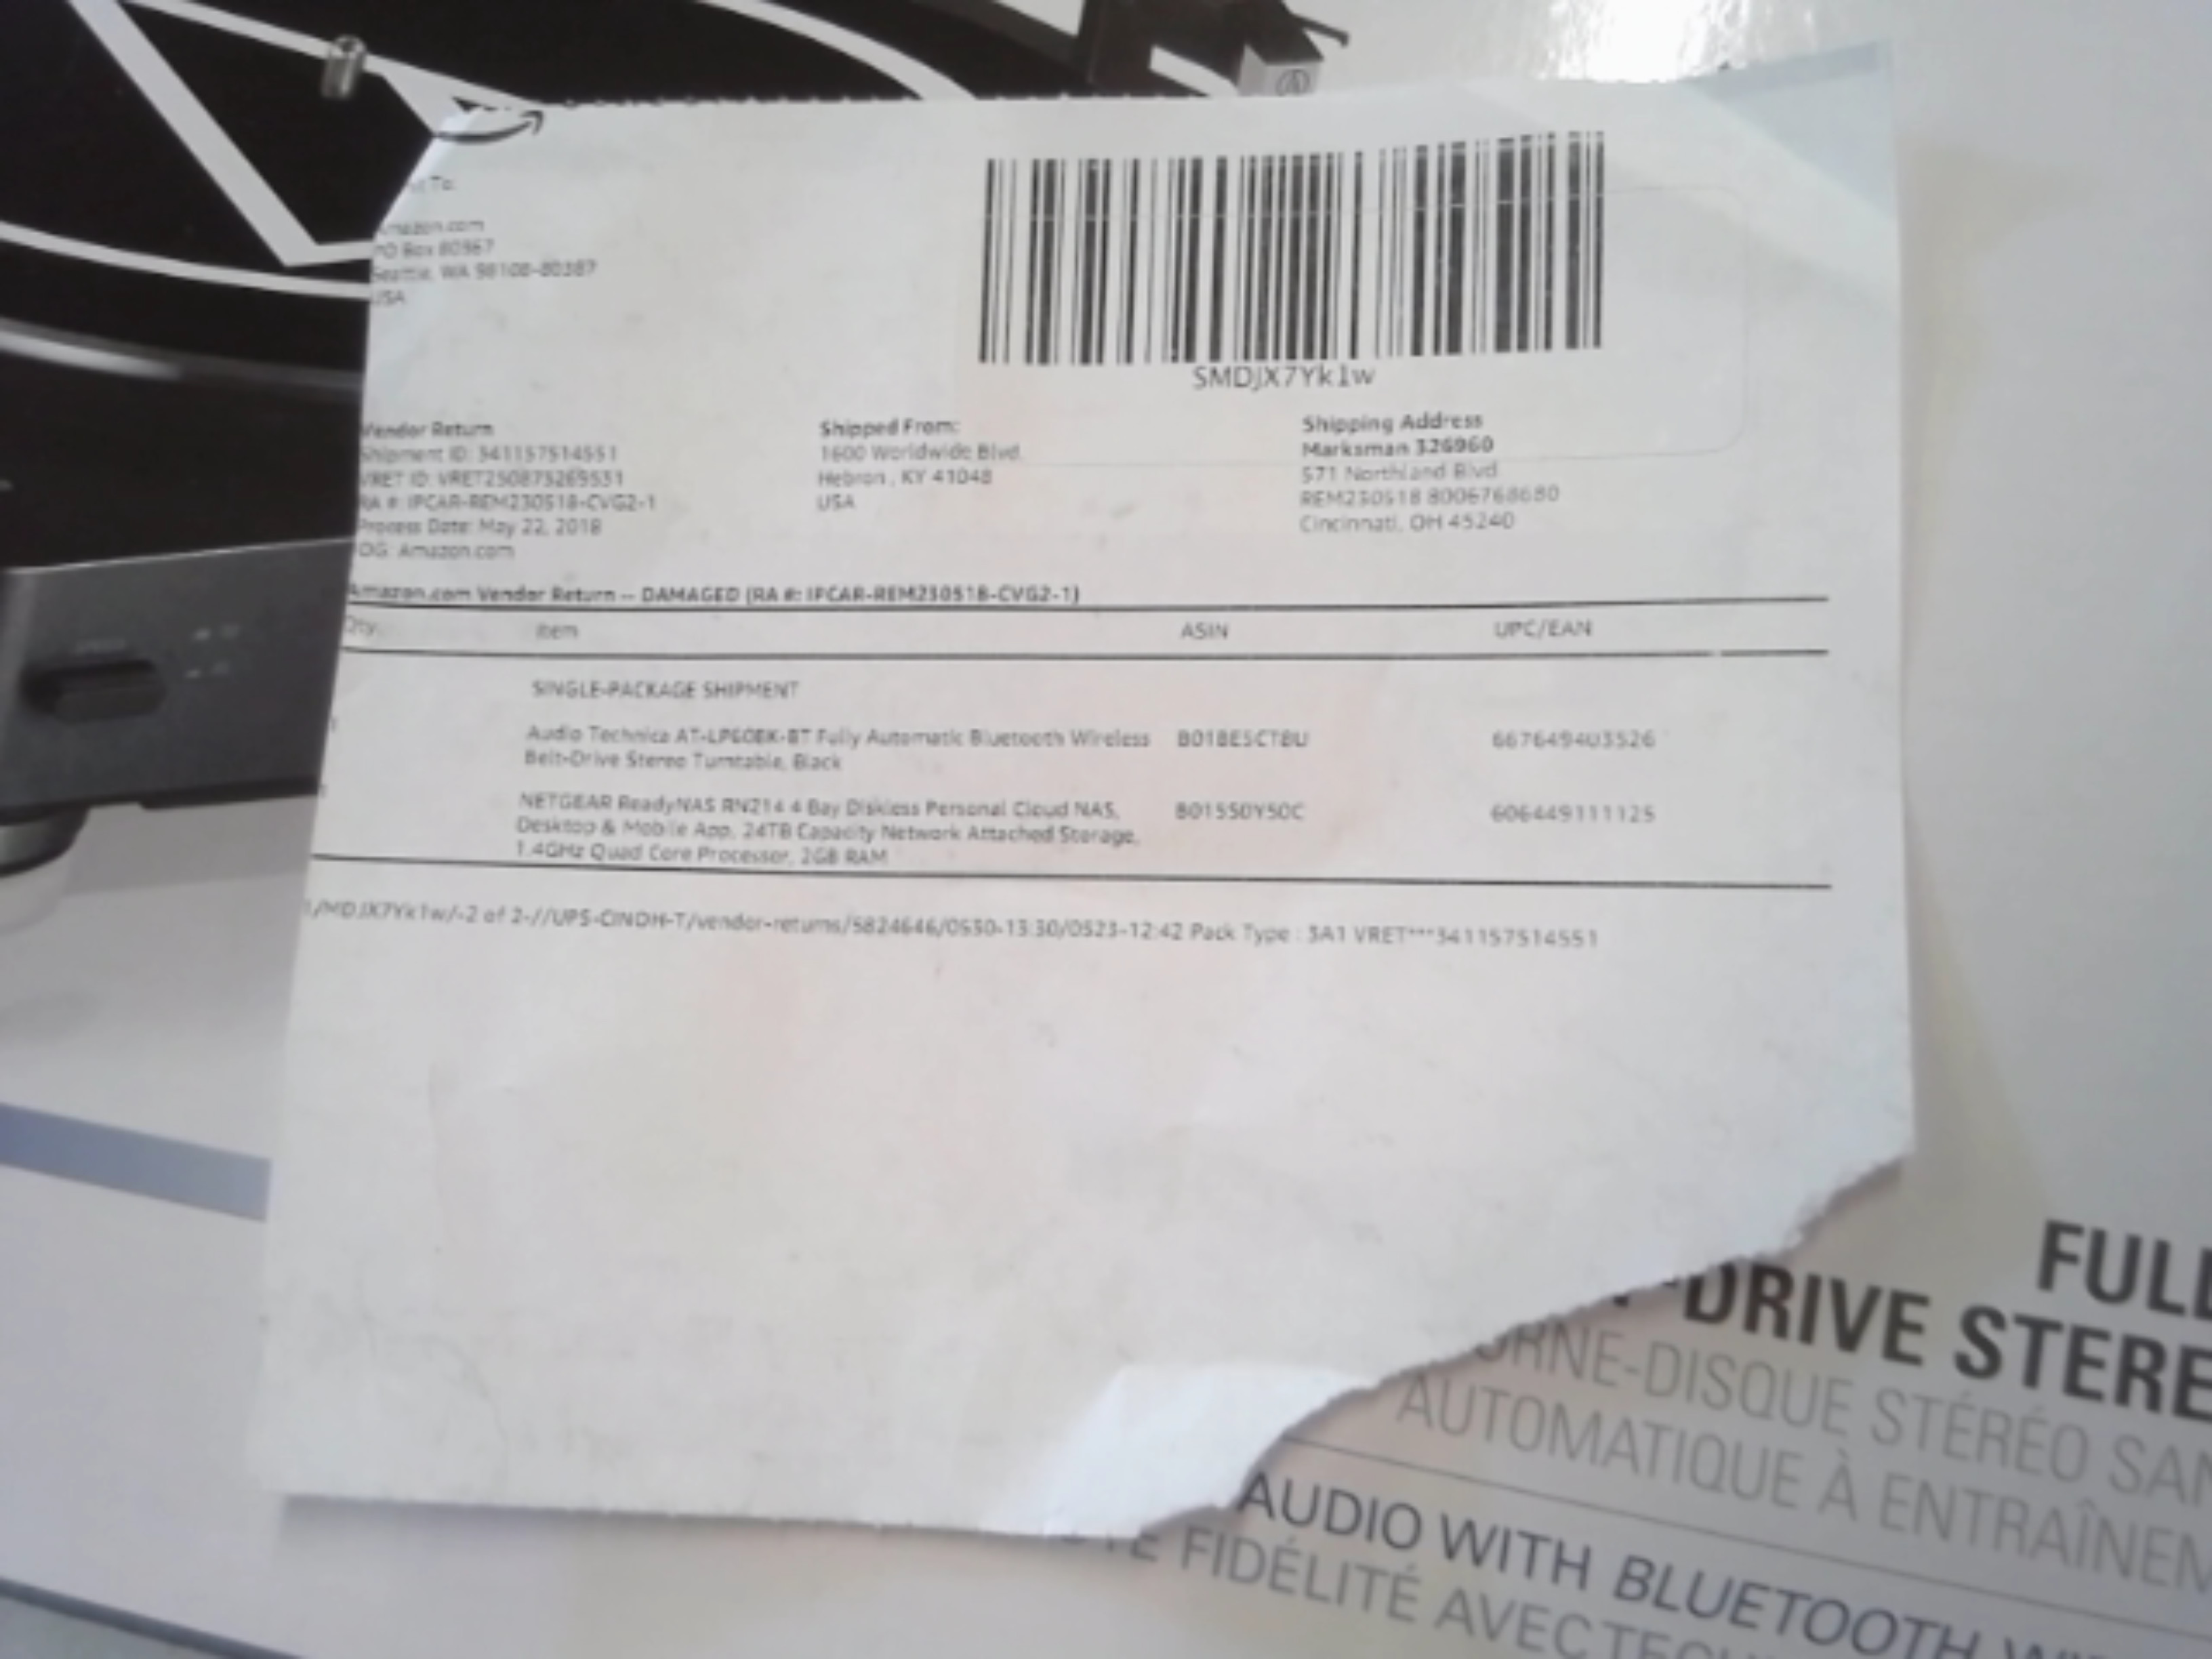 Amazon.com
PO Box 80387
Seattle, WA 98108-80387
USA
SMDJX7Yk1w
Vendor Return
Shipment ID: 341157514551
VRET ID: VRET250875269531
RA #: IPCAR-REM230518-CVG2-1
Process Date: May 22, 2018
Amazon.com
Shipped From:
1600 Worldwide Blvd.
Hebron , KY 41048
USA
Shipping Address
Marksman 326960
571 Northland Blvd
REM230518 8006768680
Cincinnati, OH 45240
Amazon.com Vendor Return -- DAMAGED (RA #: IPCAR-REM230518-CVG2-1)
Qty. Item ASIN UPC/EAN
SINGLE-PACKAGE SHIPMENT
1 Audio Technica AT-LP60BK-BT Fully Automatic Bluetooth Wireless B018E5CTBU 667649403526
Belt-Drive Stereo Turntable, Black
NETGEAR ReadyNAS RN214 4 Bay Diskless Personal Cloud NAS, B01550Y50C 606449111125
Desktop & Mobile App, 24TB Capacity Network Attached Storage,
1.4GHz Quad Core Processor, 2GB RAM
1/MDJX7Yk1w/-2 of 2-//UPS-CINOH-T/vendor-returns/5824646/0530-13:30/0523-12:42 Pack Type : 3A1 VRET***341157514551
DRIVE
DISQUE STÉRÉO
AUTOMATIQUE À
AUDIO WITH BLUETOOTH
FIDÉLITÉ AVEC